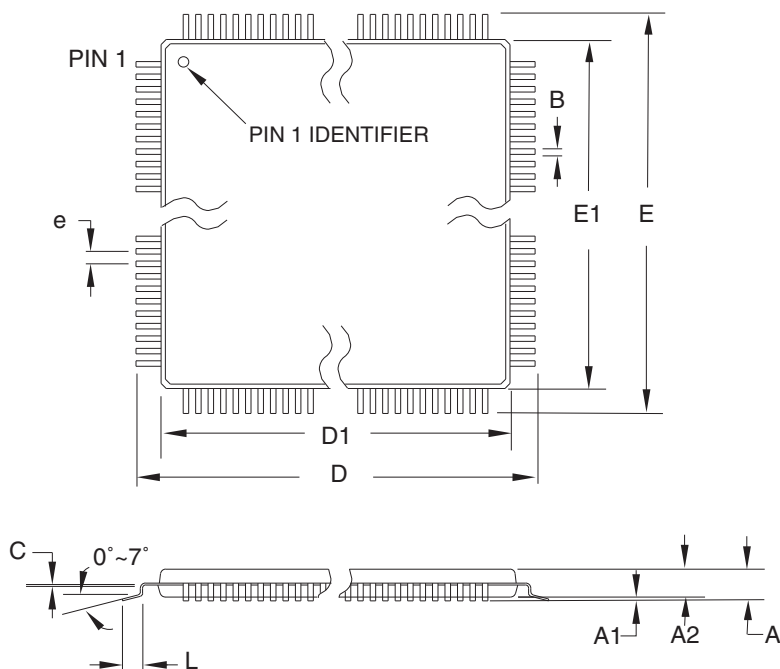 PIN 1
PIN 1 IDENTIFIER
B
e
E1
E
D1
D
C
0˚~7˚
L
A1
A2
A